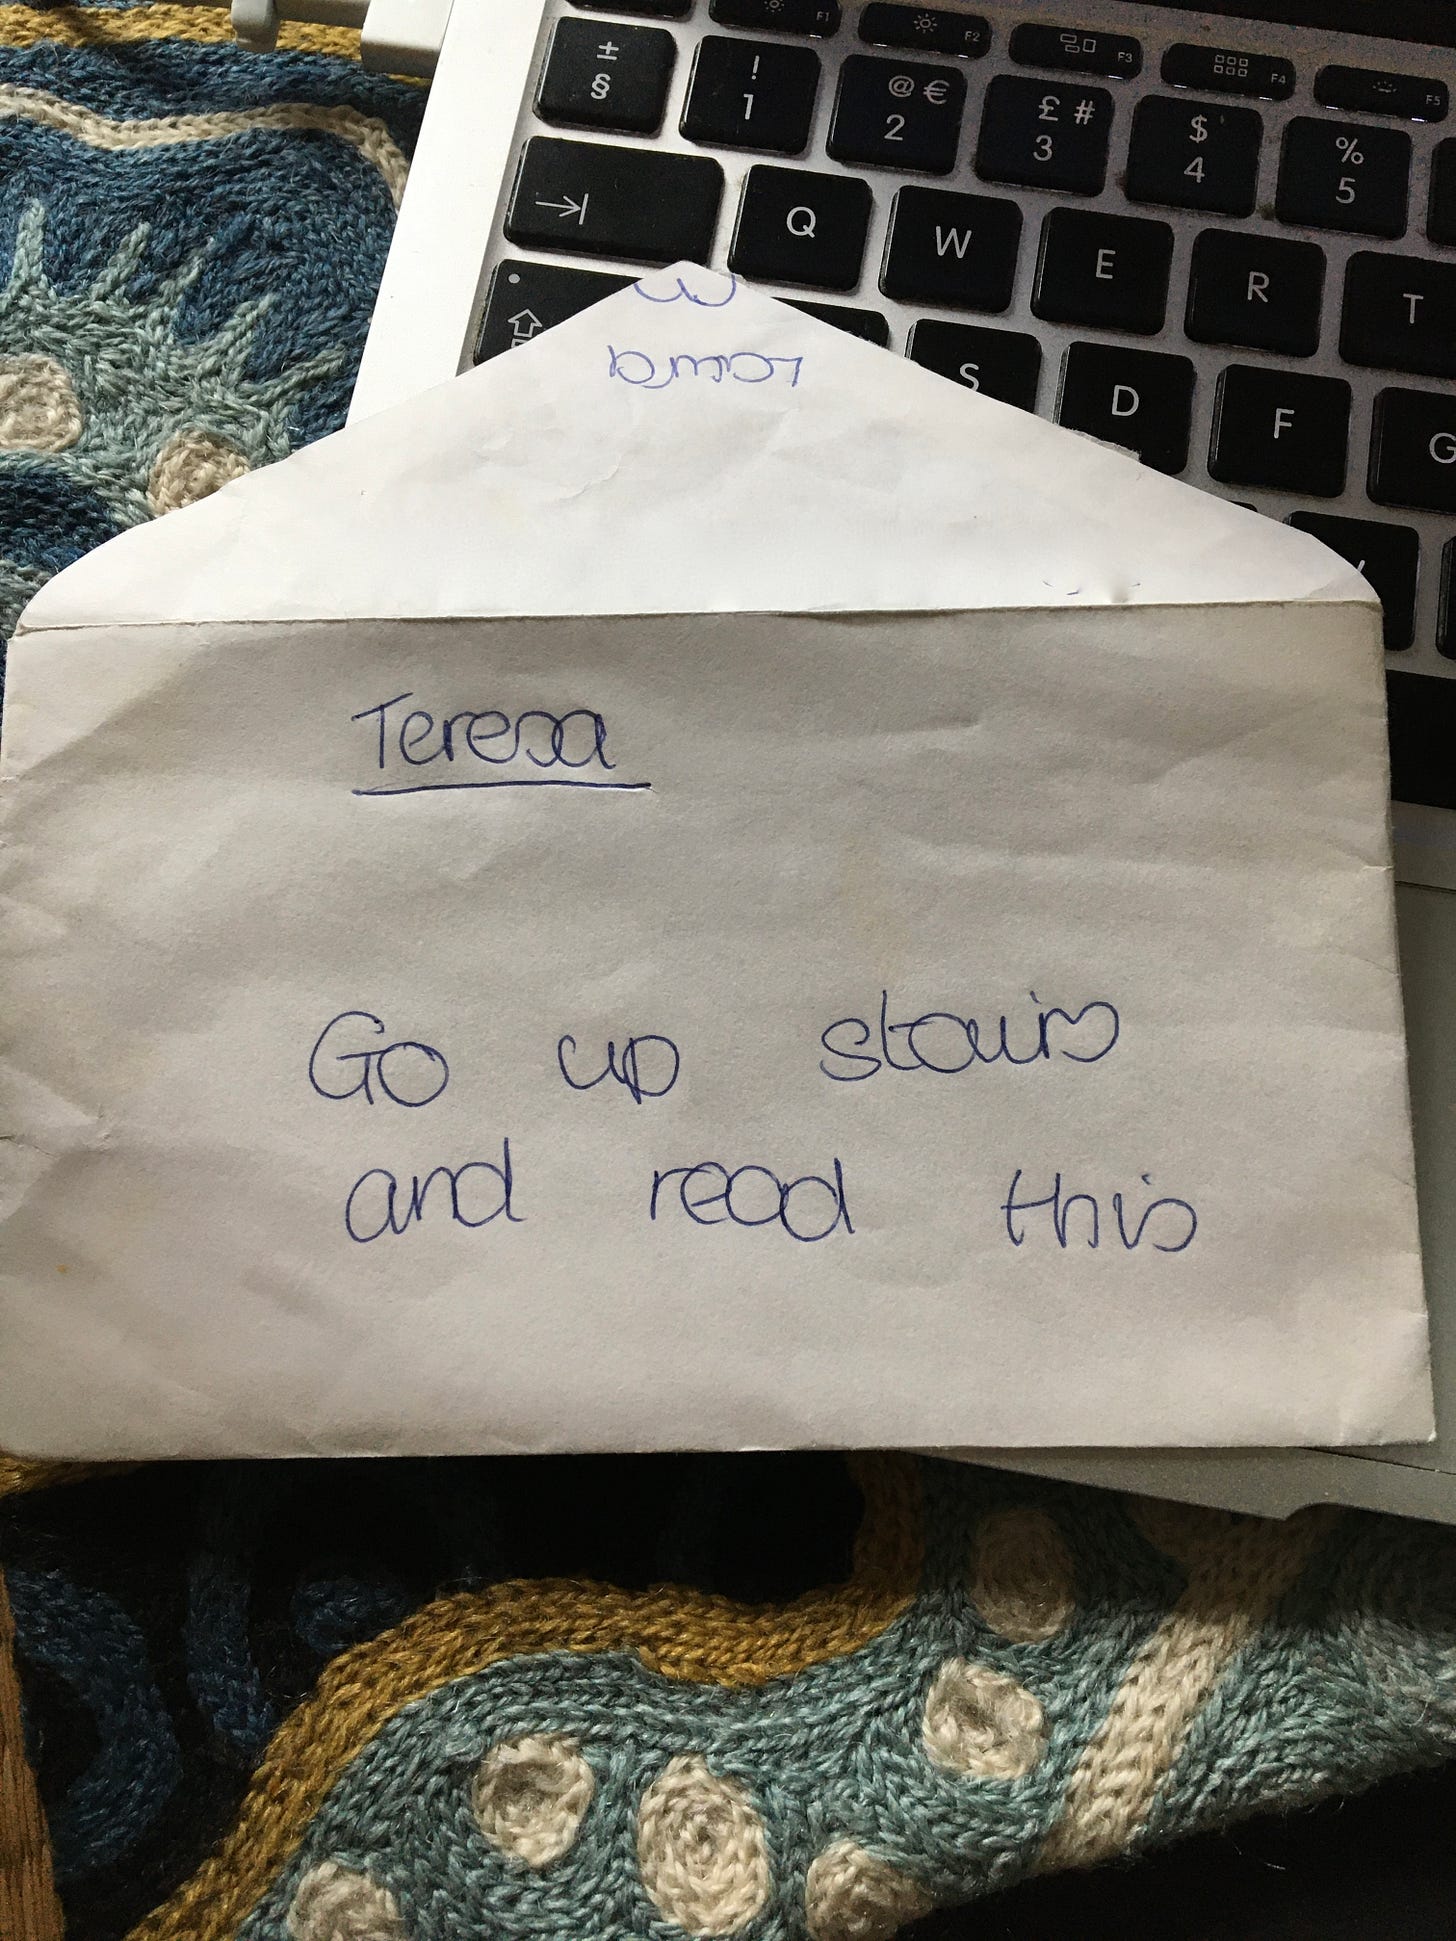 F1 F2 F3 F4 F5
± ! @ € £ # $ %
§ 1 2 3 4 5
Q W E R T
S D F G
Laura
Teresa
Go up stairs
and read this